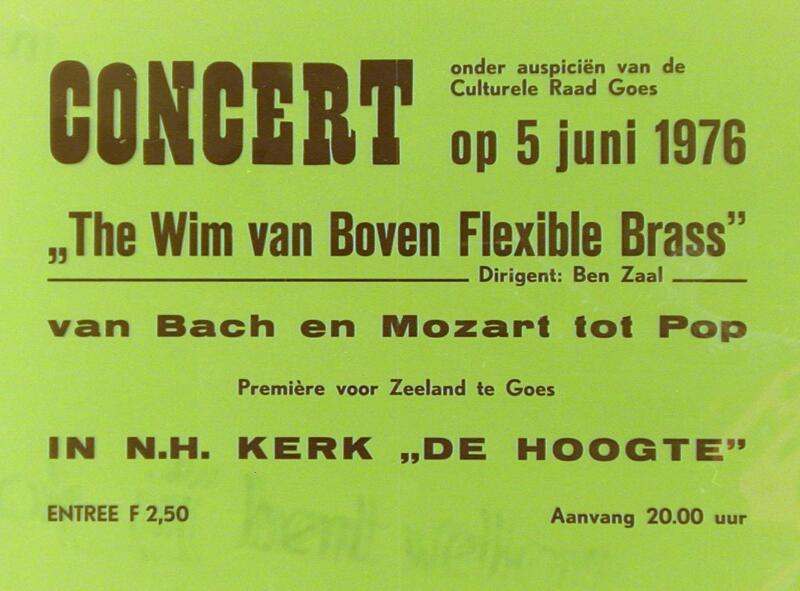 CONCERT
onder auspiciën van de
Culturele Raad Goes
op 5 juni 1976
„The Wim van Boven Flexible Brass”
Dirigent: Ben Zaal
van Bach en Mozart tot Pop
Première voor Zeeland te Goes
IN N.H. KERK „DE HOOGTE”
ENTREE F 2,50
Aanvang 20.00 uur